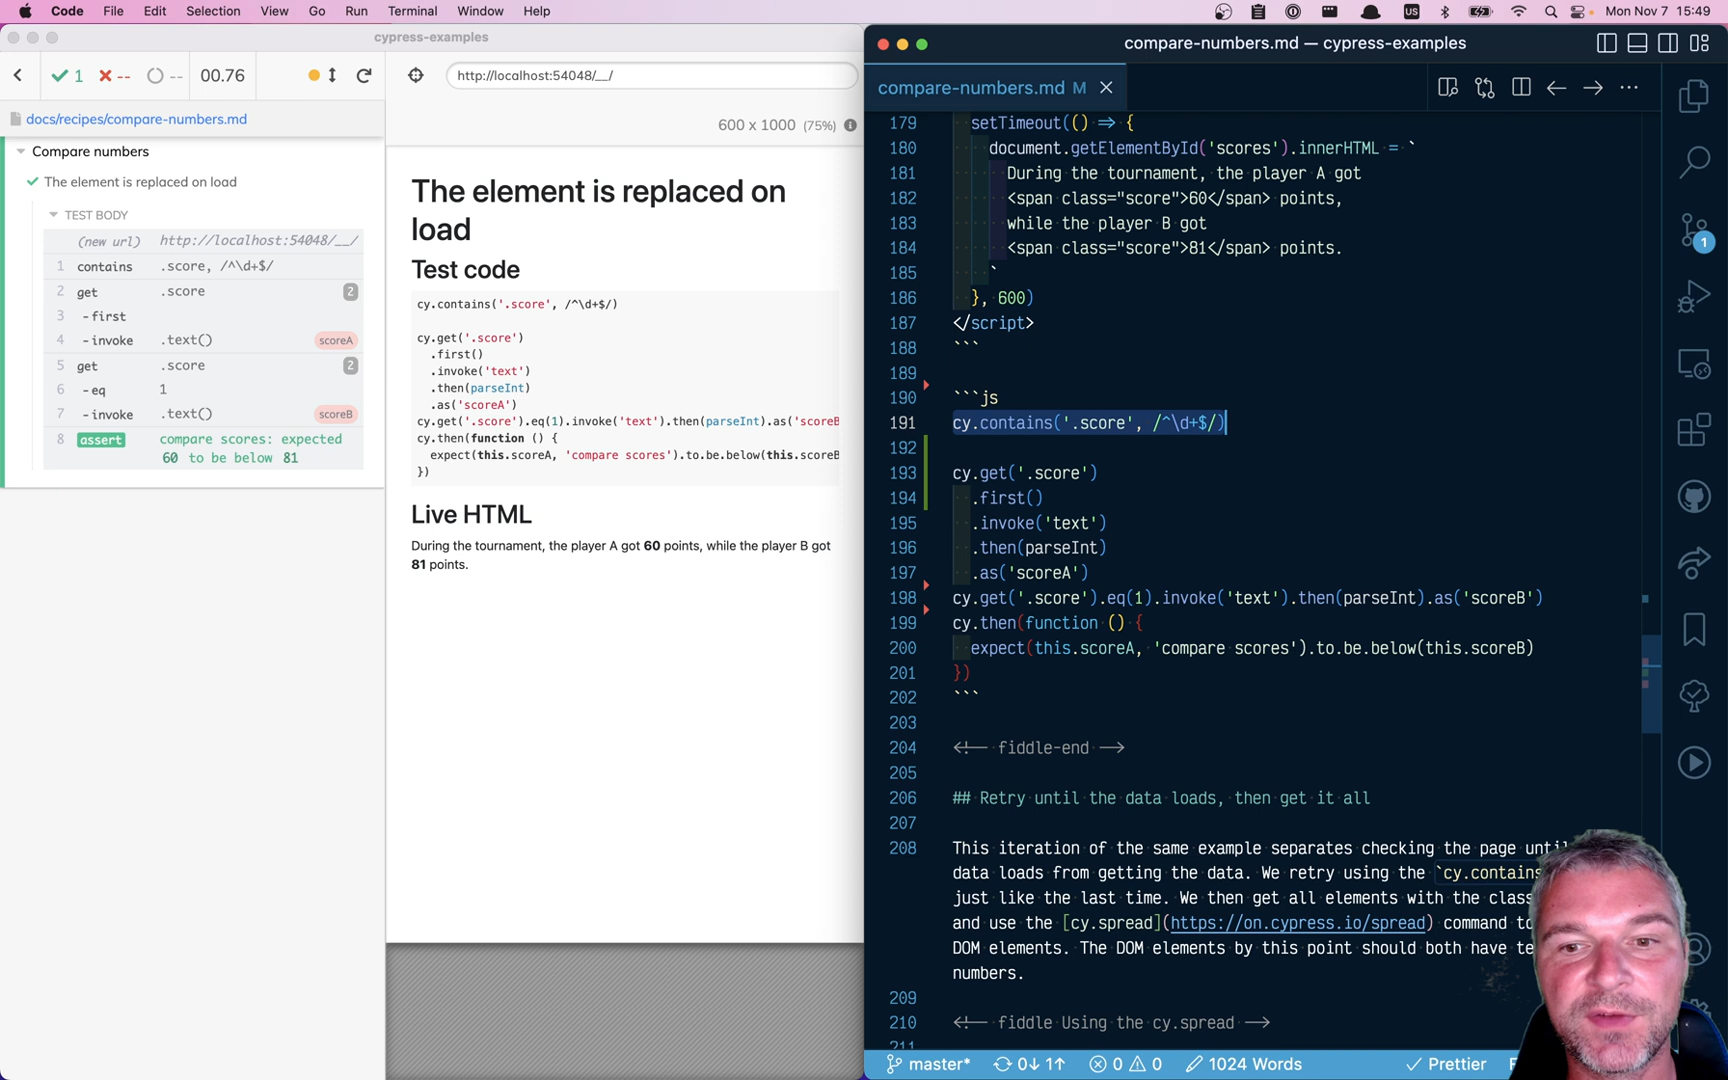 Code File Edit Selection View Go Run Terminal Window Help
US Mon Nov 7 15:49
cypress-examples
1 -- -- 00.76
http://localhost:54048/__/
docs/recipes/compare-numbers.md
600 x 1000 (75%)
Compare numbers
The element is replaced on load
TEST BODY
(new url) http://localhost:54048/__/
1 contains .score, /^\d+$/
2 get .score 2
3 -first
4 -invoke .text() scoreA
5 get .score 2
6 -eq 1
7 -invoke .text() scoreB
8 assert compare scores: expected
60 to be below 81
The element is replaced on
load
Test code
cy.contains('.score', /^\d+$/)
cy.get('.score')
.first()
.invoke('text')
.then(parseInt)
.as('scoreA')
cy.get('.score').eq(1).invoke('text').then(parseInt).as('scoreB
cy.then(function () {
expect(this.scoreA, 'compare scores').to.be.below(this.scoreB
})
Live HTML
During the tournament, the player A got 60 points, while the player B got
81 points.
compare-numbers.md — cypress-examples
compare-numbers.md M
179 setTimeout(() => {
180 document.getElementById('scores').innerHTML = `
181 During the tournament, the player A got
182 <span class="score">60</span> points,
183 while the player B got
184 <span class="score">81</span> points.
185 `
186 }, 600)
187 </script>
188 ```
189
190 ```js
191 cy.contains('.score', /^\d+$/)
192
193 cy.get('.score')
194 .first()
195 .invoke('text')
196 .then(parseInt)
197 .as('scoreA')
198 cy.get('.score').eq(1).invoke('text').then(parseInt).as('scoreB')
199 cy.then(function () {
200 expect(this.scoreA, 'compare scores').to.be.below(this.scoreB)
201 })
202 ```
203
204 <!-- fiddle-end -->
205
206 ## Retry until the data loads, then get it all
207
208 This iteration of the same example separates checking the page until
data loads from getting the data. We retry using the `cy.contains
just like the last time. We then get all elements with the class
and use the [cy.spread](https://on.cypress.io/spread) command to
DOM elements. The DOM elements by this point should both have te
numbers.
209
210 <!-- fiddle Using the cy.spread -->
211
1
master* 0↓ 1↑ 0 0 1024 Words Prettier